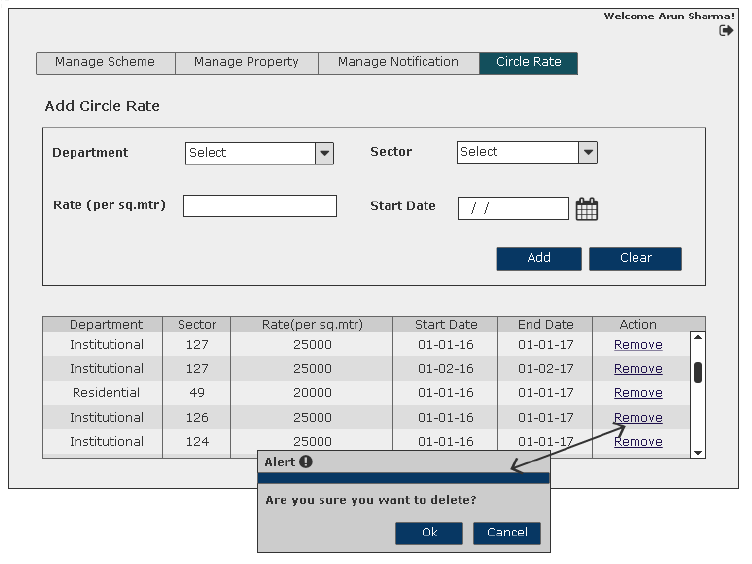 Welcome Arun Sharma!
Manage Scheme Manage Property Manage Notification Circle Rate
Add Circle Rate
Department Select Sector Select
Rate (per sq.mtr) Start Date / /
Add Clear
Department Sector Rate(per sq.mtr) Start Date End Date Action
Institutional 127 25000 01-01-16 01-01-17 Remove
Institutional 127 25000 01-02-16 01-02-17 Remove
Residential 49 20000 01-01-16 01-01-17 Remove
Institutional 126 25000 01-01-16 01-01-17 Remove
Institutional 124 25000 01-01-16 01-01-17 Remove
Alert
Are you sure you want to delete?
Ok Cancel